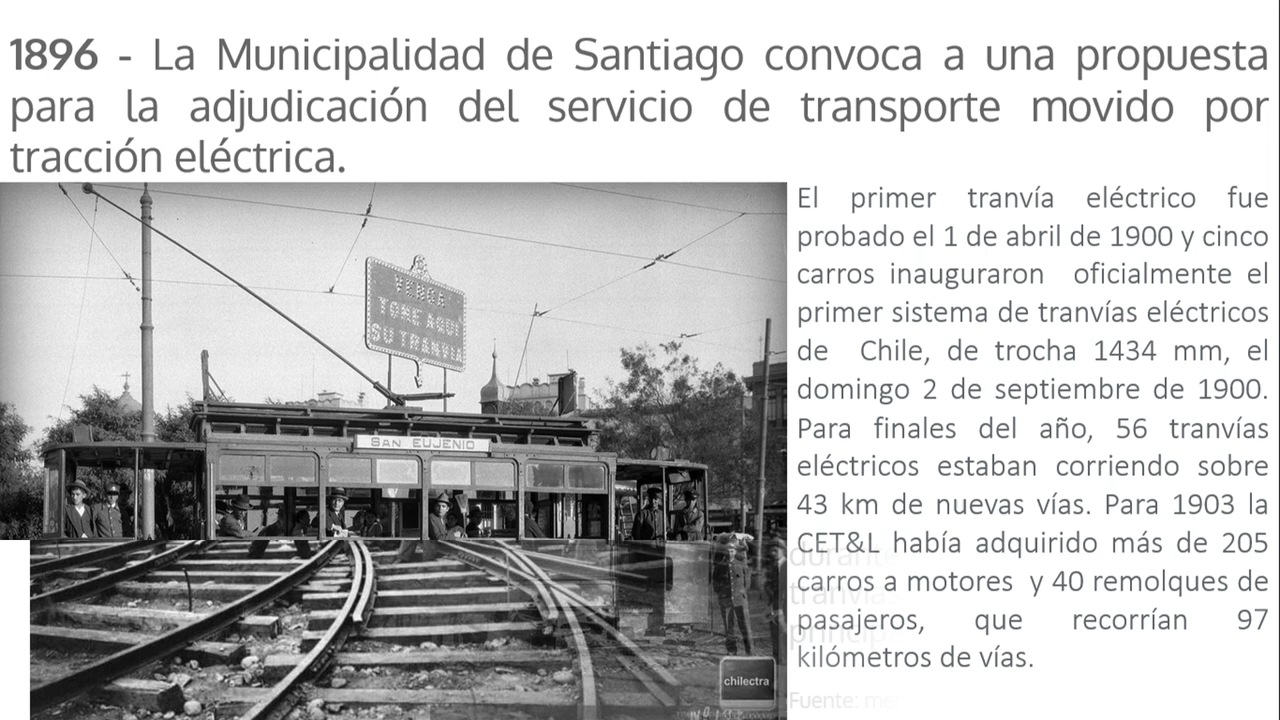 1896 - La Municipalidad de Santiago convoca a una propuesta
para la adjudicación del servicio de transporte movido por
tracción eléctrica.
VENGA
TOME AQUI
SU TRANVIA
SAN EUJENIO
El primer tranvía eléctrico fue
probado el 1 de abril de 1900 y cinco
carros inauguraron oficialmente el
primer sistema de tranvías eléctricos
de Chile, de trocha 1434 mm, el
domingo 2 de septiembre de 1900.
Para finales del año, 56 tranvías
eléctricos estaban corriendo sobre
43 km de nuevas vías. Para 1903 la
CET&L había adquirido más de 205
carros a motores y 40 remolques de
pasajeros, que recorrían 97
kilómetros de vías.
chilectra
Fuente: